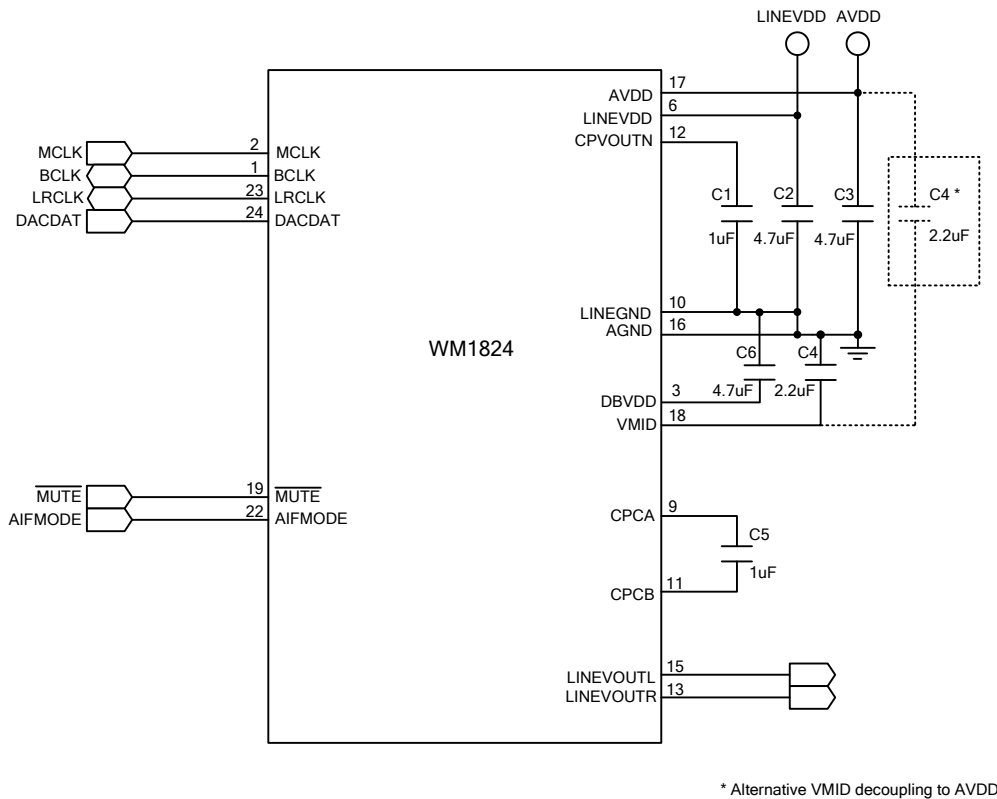 LINEVDD AVDD
17
AVDD
6
LINEVDD
12
CPVOUTN
MCLK 2 MCLK
BCLK 1 BCLK
LRCLK 23 LRCLK
DACDAT 24 DACDAT
C1 C2 C3 C4 *
1uF 4.7uF 4.7uF 2.2uF
10
LINEGND
16
AGND
WM1824
C6 C4
4.7uF 2.2uF
3
DBVDD
18
VMID
MUTE 19 MUTE
AIFMODE 22 AIFMODE
9
CPCA
C5
1uF
11
CPCB
15
LINEVOUTL
13
LINEVOUTR
* Alternative VMID decoupling to AVDD